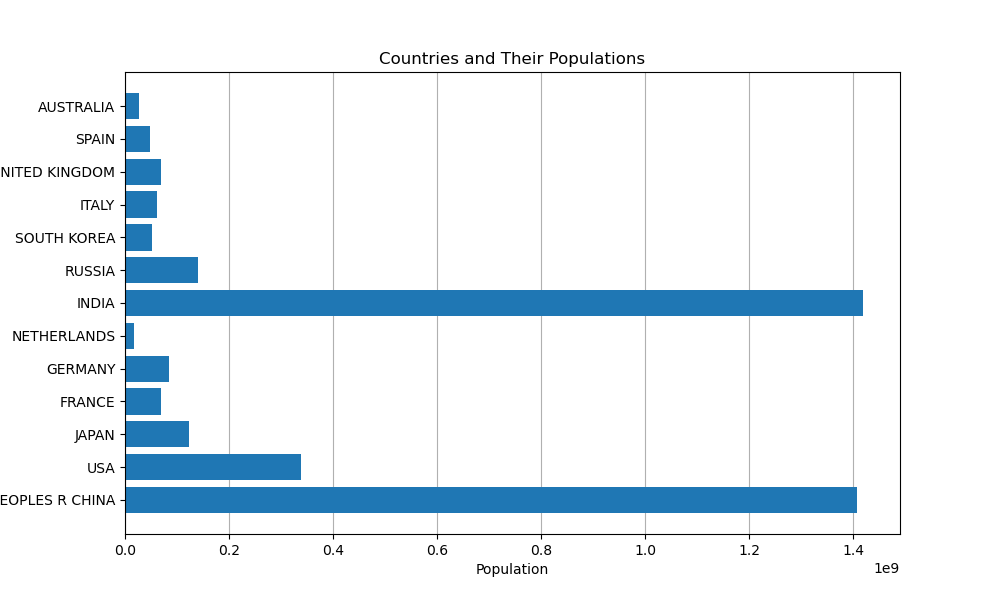 Countries and Their Populations
AUSTRALIA
SPAIN
NITED KINGDOM
ITALY
SOUTH KOREA
RUSSIA
INDIA
NETHERLANDS
GERMANY
FRANCE
JAPAN
USA
EOPLES R CHINA
0.0 0.2 0.4 0.6 0.8 1.0 1.2 1.4
1e9
Population